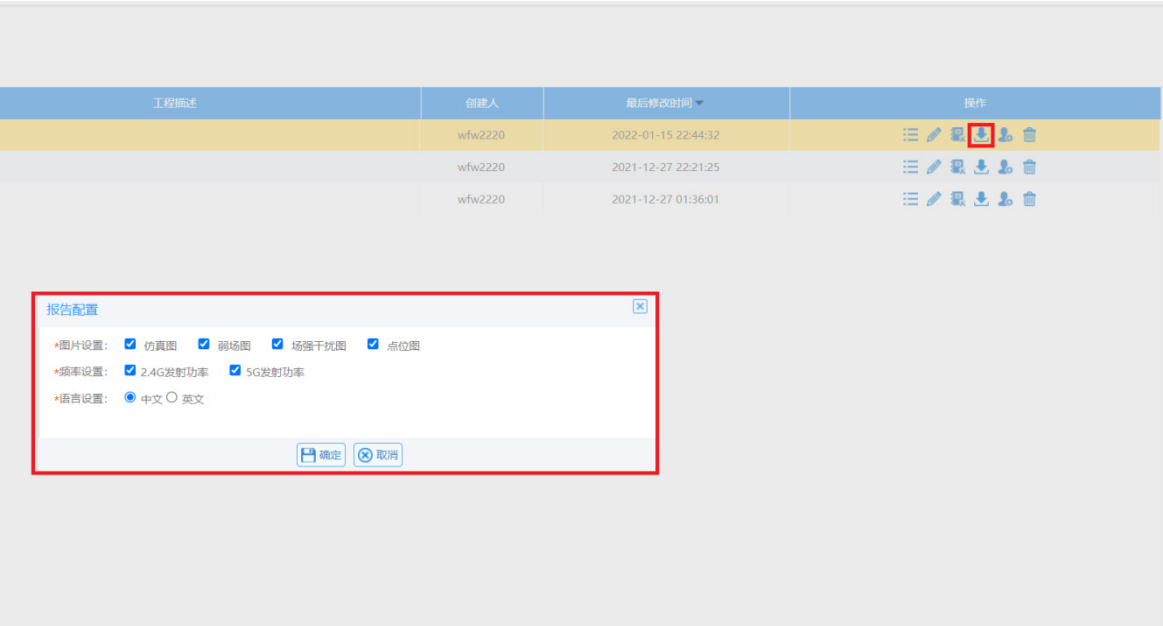 工程描述 创建人 最后修改时间 操作
wfw2220 2022-01-15 22:44:32
wfw2220 2021-12-27 22:21:25
wfw2220 2021-12-27 01:36:01
报告配置
*图片设置： 仿真图 弱场图 场强干扰图 点位图
*频率设置： 2.4G发射功率 5G发射功率
*语言设置： 中文 英文
确定 取消